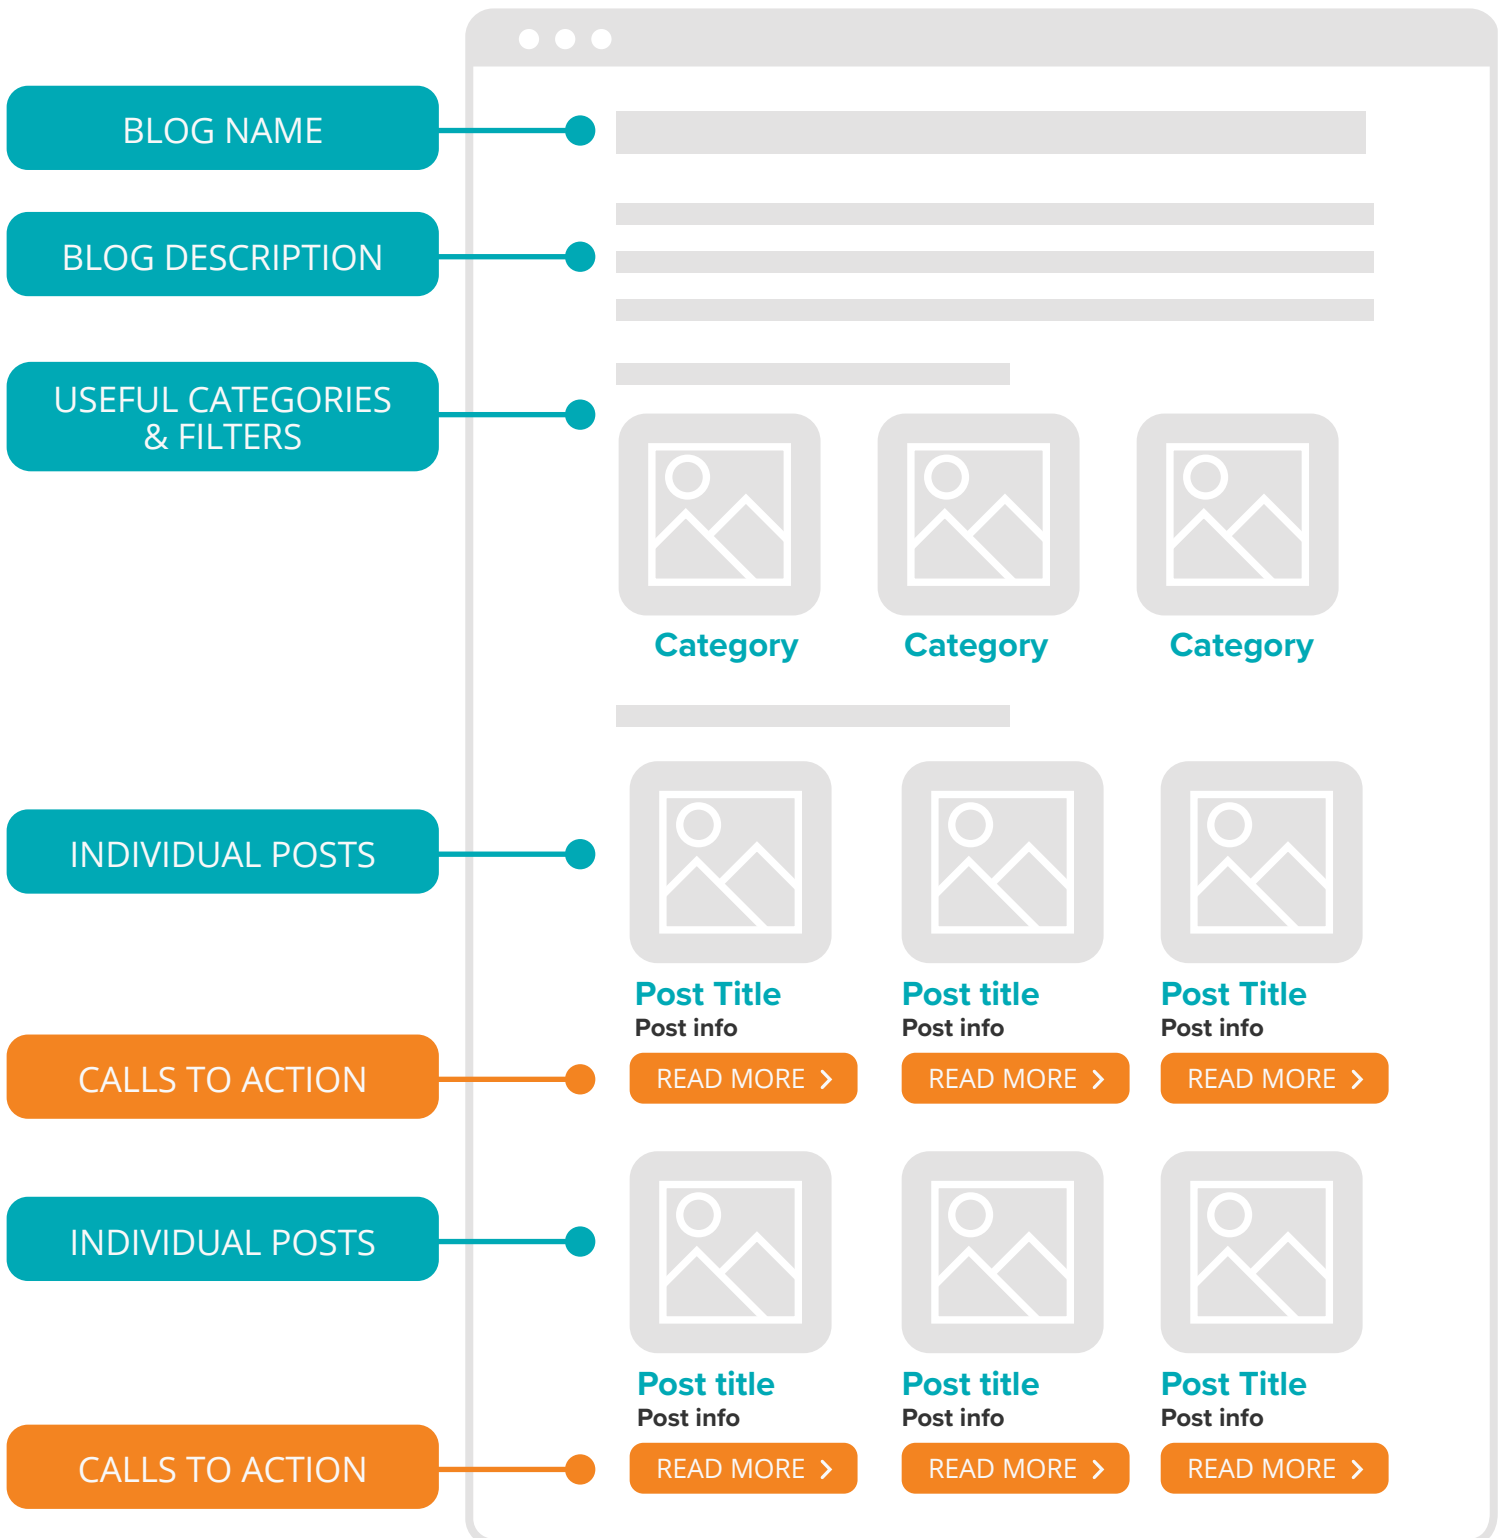 BLOG NAME
BLOG DESCRIPTION
USEFUL CATEGORIES
& FILTERS
Category Category Category
INDIVIDUAL POSTS
Post Title Post title Post Title
Post info Post info Post info
CALLS TO ACTION
READ MORE READ MORE READ MORE
INDIVIDUAL POSTS
Post title Post title Post Title
Post info Post info Post info
CALLS TO ACTION
READ MORE READ MORE READ MORE